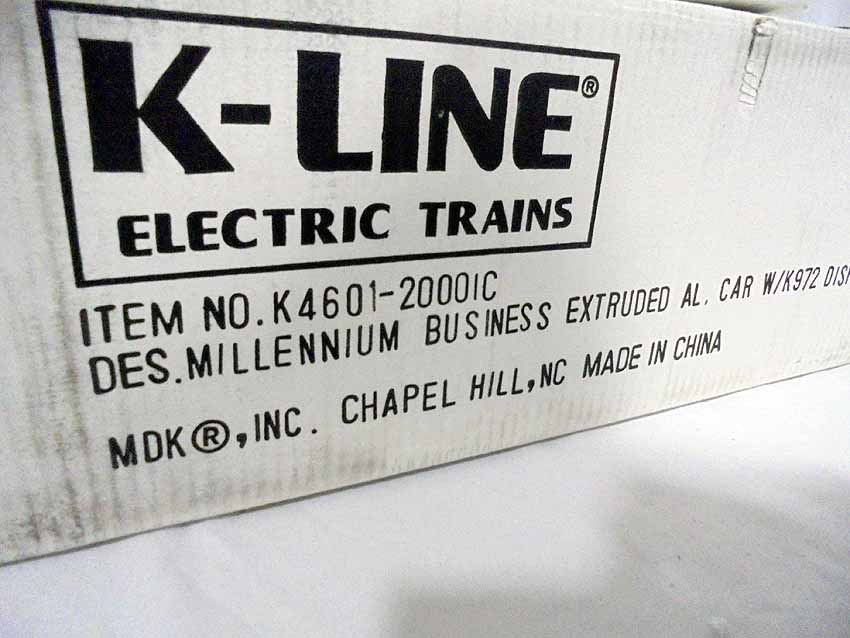 K-LINE®
ELECTRIC TRAINS
ITEM NO.K4601-20001C
DES.MILLENNIUM BUSINESS EXTRUDED AL. CAR W/K972
MDK®,INC. CHAPEL HILL,NC MADE IN CHINA